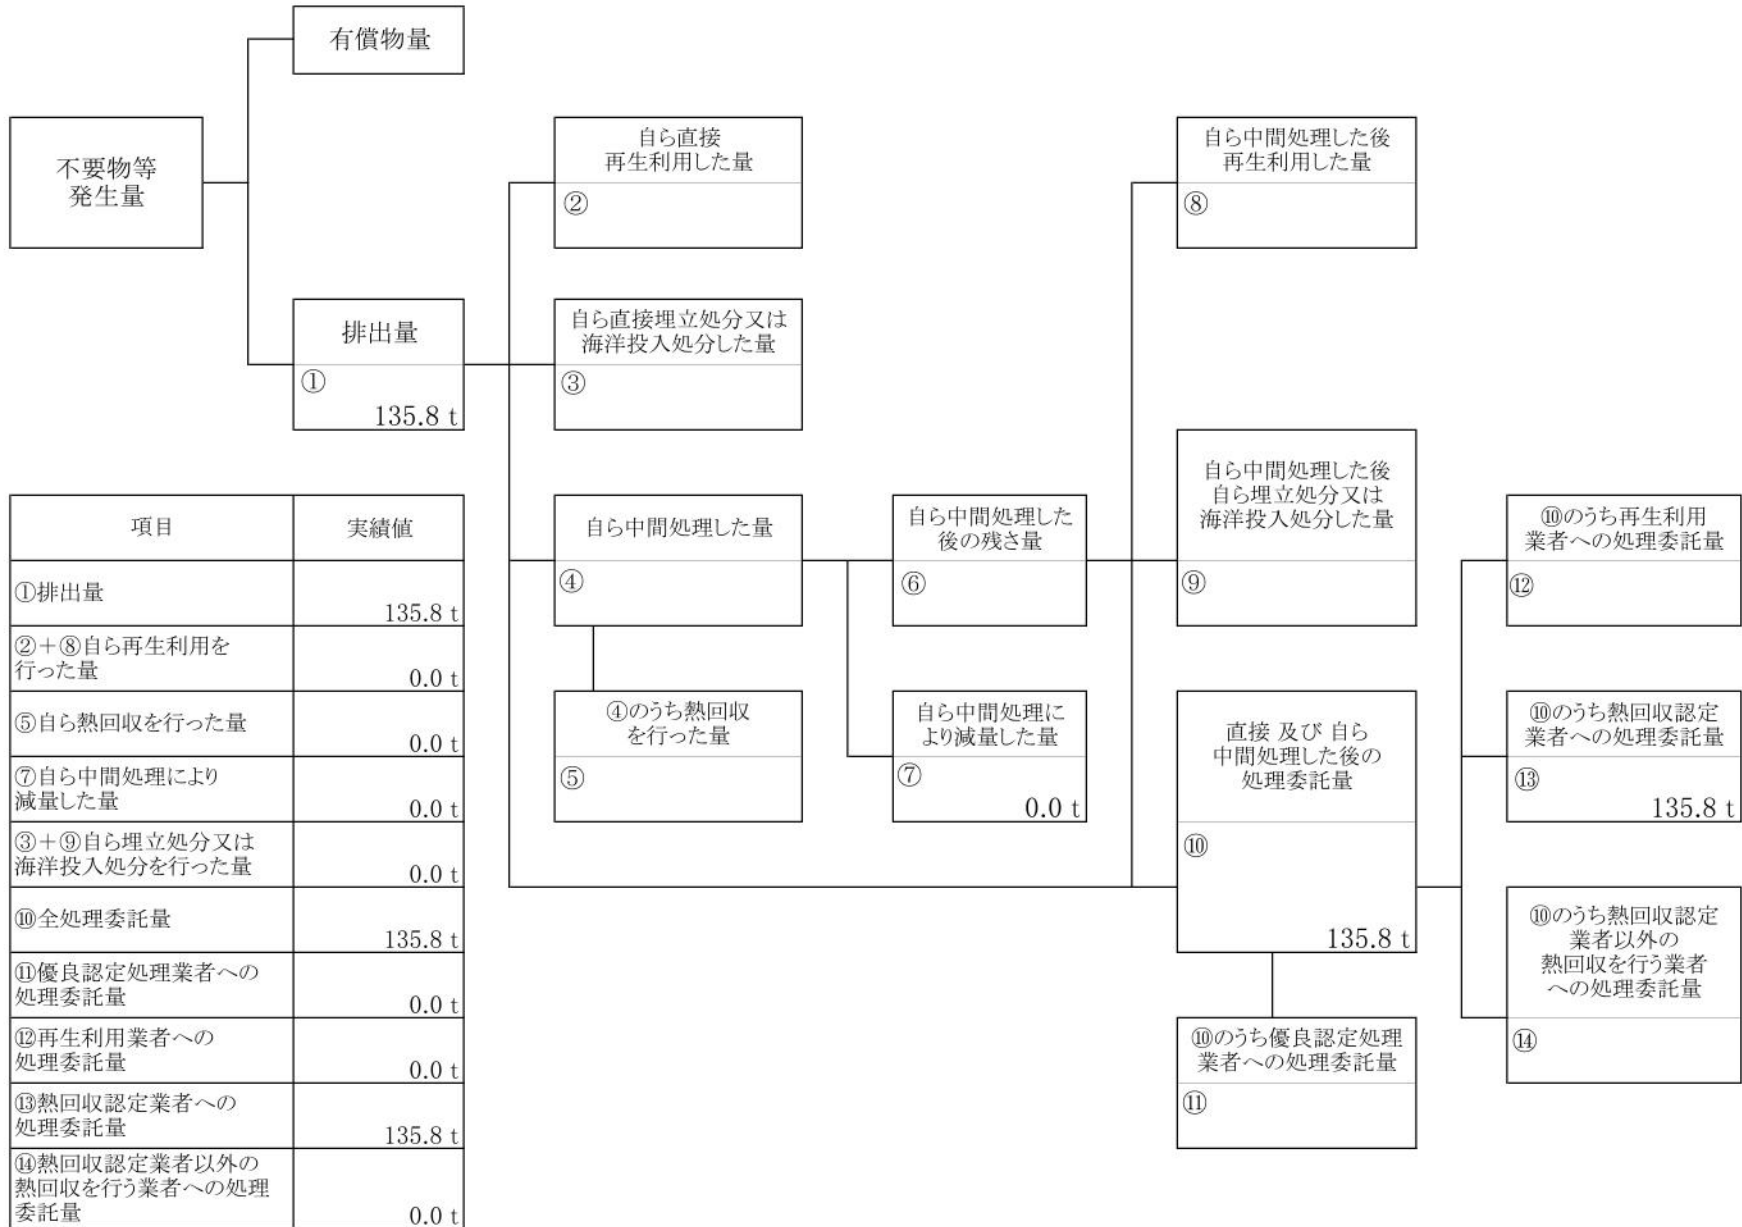 有償物量
不要物等
発生量
自ら直接
再生利用した量
②
自ら中間処理した後
再生利用した量
⑧
排出量
①
135.8 t
自ら直接埋立処分又は
海洋投入処分した量
③
自ら中間処理した量
④
自ら中間処理した
後の残さ量
⑥
自ら中間処理した後
自ら埋立処分又は
海洋投入処分した量
⑨
⑩のうち再生利用
業者への処理委託量
⑫
④のうち熱回収
を行った量
⑤
自ら中間処理に
より減量した量
⑦
0.0 t
直接 及び 自ら
中間処理した後の
処理委託量
⑩
135.8 t
⑩のうち熱回収認定
業者への処理委託量
⑬
135.8 t
⑩のうち熱回収認定
業者以外の
熱回収を行う業者
への処理委託量
⑭
⑩のうち優良認定処理
業者への処理委託量
⑪
項目 実績値
①排出量
135.8 t
②+⑧自ら再生利用を
行った量
0.0 t
⑤自ら熱回収を行った量
0.0 t
⑦自ら中間処理により
減量した量
0.0 t
③+⑨自ら埋立処分又は
海洋投入処分を行った量
0.0 t
⑩全処理委託量
135.8 t
⑪優良認定処理業者への
処理委託量
0.0 t
⑫再生利用業者への
処理委託量
0.0 t
⑬熱回収認定業者への
処理委託量
135.8 t
⑭熱回収認定業者以外の
熱回収を行う業者への処理
委託量
0.0 t